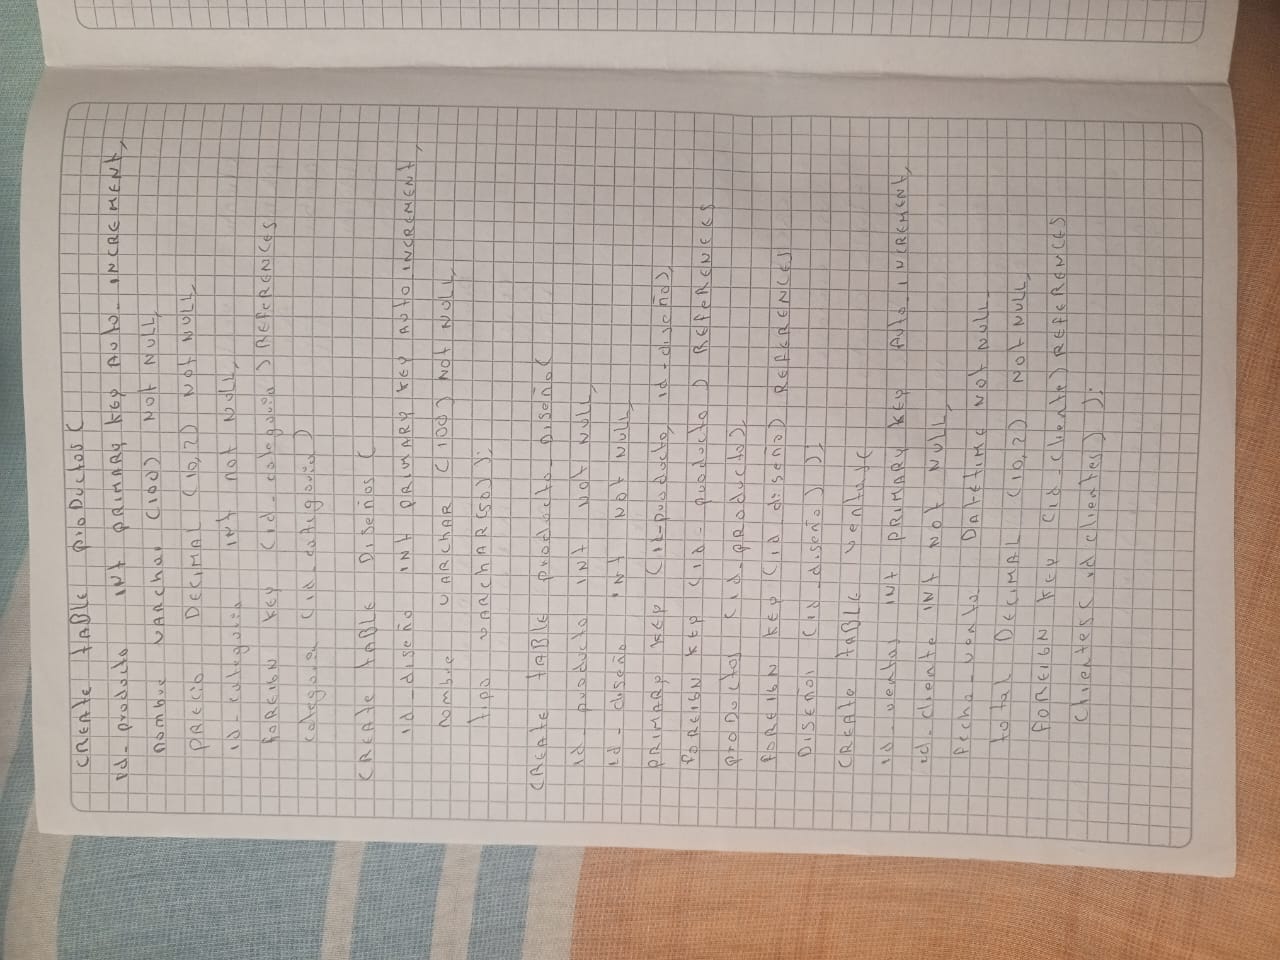 CREATE tABLE proDuctos (
Id_produlto INt PRIMARY KEY AUto_INCREMENT,
nombre VARchar (100) NOt NULL,
PRECIO DECIMAL (10,2) NOt NULL,
id_categoria INt not NULL,
FOREIGN KEY (id_categoria) REFERENCES
categoria (id_categoria)
CREATE tABLE DISEÑOS (
id_diseño INt PRIMARY KEY AUtO INCREMENT,
nombre VARCHAR (100) NOt NULL,
tipo VARCHAR(50));
CREATE tABLE producto_DISEÑO(
id_producto INt NOt NULL,
id_diseño INt NOt NULL,
PRIMARY KEY (id_producto, id_diseño),
FOREIGN KEY (id_producto) REFERENCES
proDuctos (id_producto),
FOREIGN KEY (id_diseño) REFERENCES
DISEÑOS (id_diseño));
CREATE tABLE ventas(
id_ventas INt PRIMARY KEY AUto_INCREMENT,
id_cliente INt NOt NULL,
fecha_venta DATETIME NOt NULL
total DECIMAL (10,2) NOt NULL,
FOREIGN KEY (id_cliente) REFERENCES
Clientes (id clientes) );